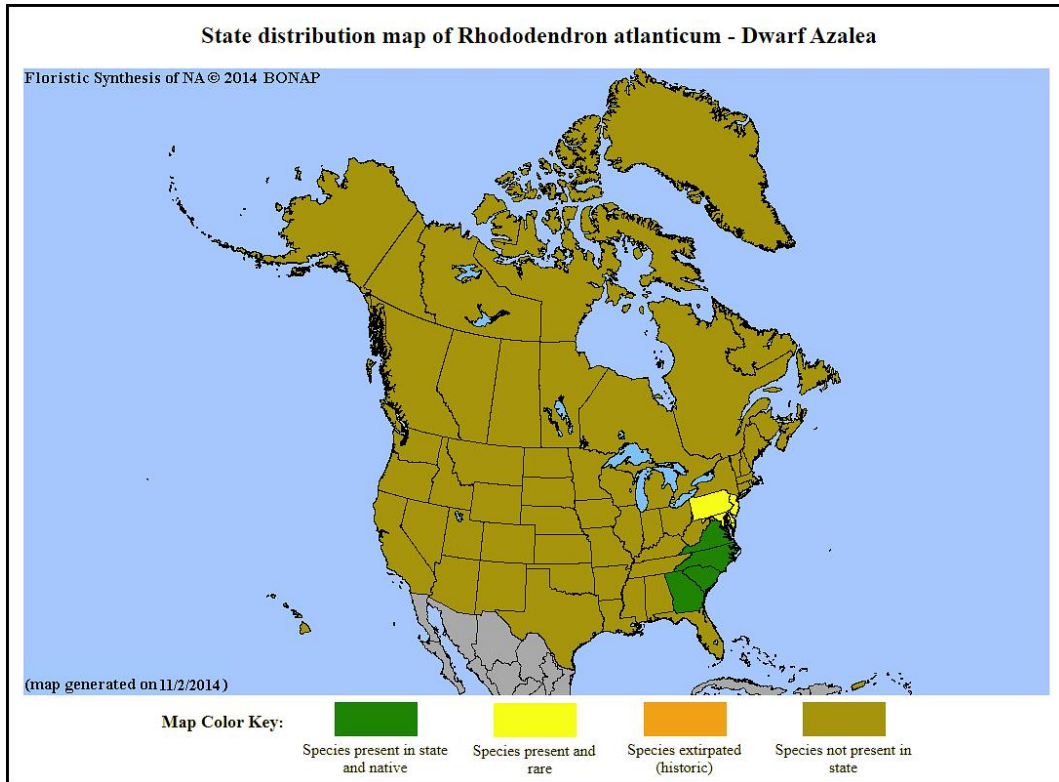 State distribution map of Rhododendron atlanticum - Dwarf Azalea
Floristic Synthesis of NA © 2014 BONAP
(map generated on 11/2/2014)
Map Color Key:
Species present in state
and native
Species present and
rare
Species extirpated
(historic)
Species not present in
state